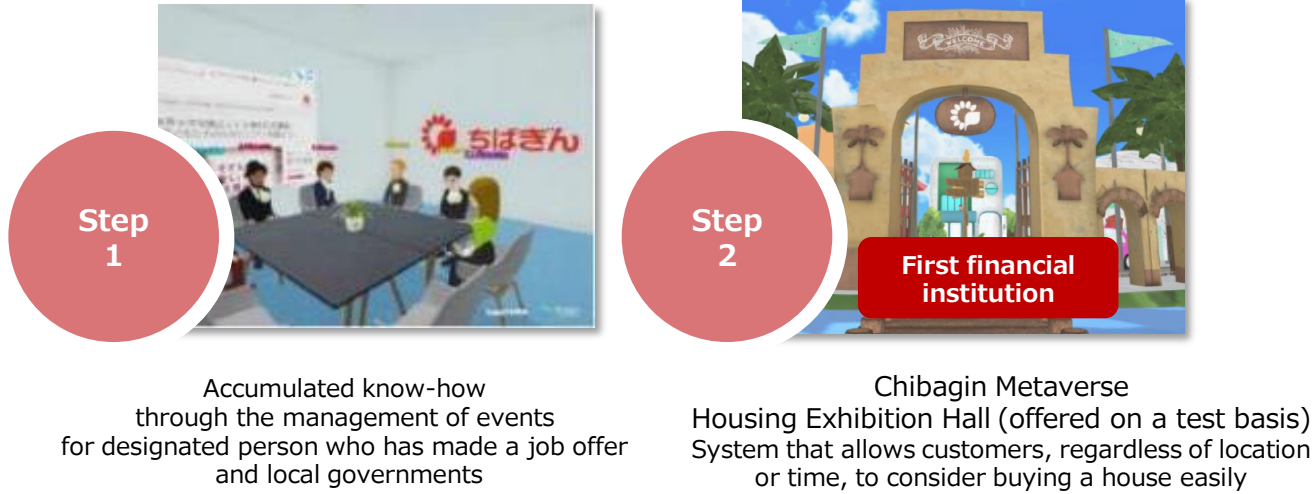 ちばぎん
WELCOME
Step
1
Step
2
First financial
institution
Accumulated know-how
through the management of events
for designated person who has made a job offer
and local governments
Chibagin Metaverse
Housing Exhibition Hall (offered on a test basis)
System that allows customers, regardless of location
or time, to consider buying a house easily